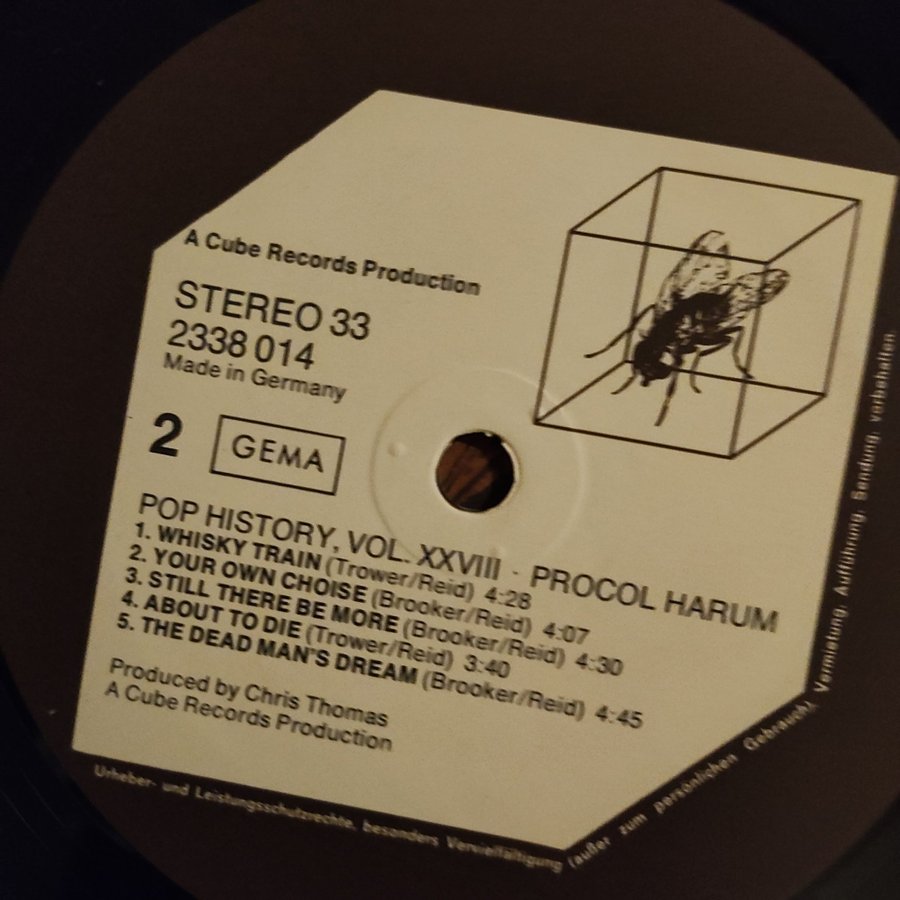 A Cube Records Production
STEREO 33
2338 014
Made in Germany
2
GEMA
POP HISTORY, VOL. XXVIII · PROCOL HARUM
1. WHISKY TRAIN (Trower/Reid) 4:28
2. YOUR OWN CHOISE (Brooker/Reid) 4:07
3. STILL THERE BE MORE (Brooker/Reid) 4:30
4. ABOUT TO DIE (Trower/Reid) 3:40
5. THE DEAD MAN'S DREAM (Brooker/Reid) 4:45
Produced by Chris Thomas
A Cube Records Production
Urheber- und Leistungsschutzrechte, besonders Vervielfältigung (außer zum persönlichen Gebrauch), Vermietung, Aufführung, Sendung, vorbehalten